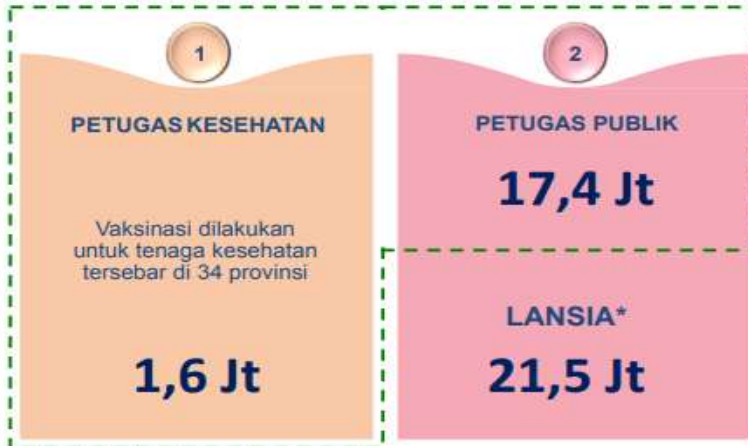 1
PETUGAS KESEHATAN
Vaksinasi dilakukan
untuk tenaga kesehatan
tersebar di 34 provinsi
1,6 Jt
2
PETUGAS PUBLIK
17,4 Jt
LANSIA*
21,5 Jt